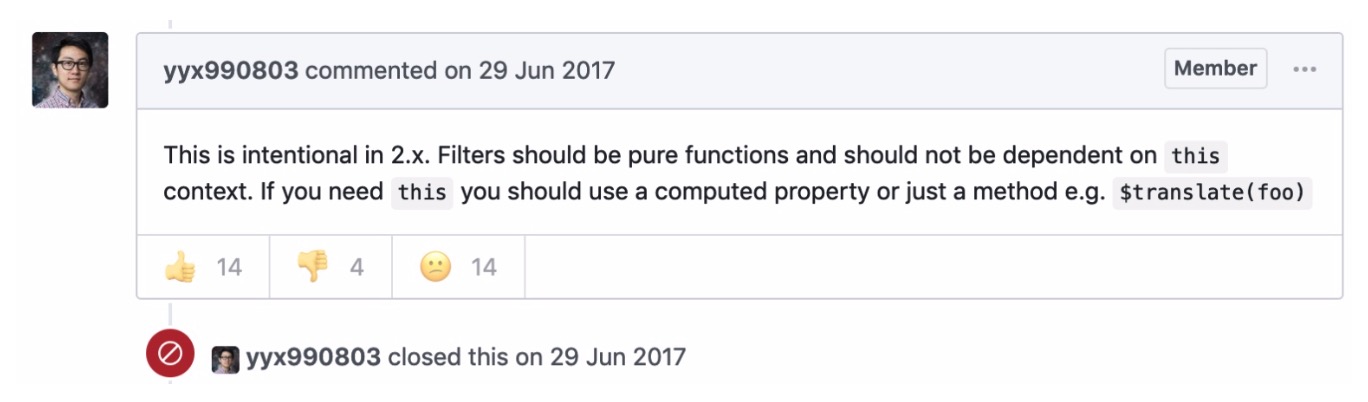 yyx990803 commented on 29 Jun 2017
Member
This is intentional in 2.x. Filters should be pure functions and should not be dependent on this
context. If you need this you should use a computed property or just a method e.g. $translate(foo)
14
4
14
yyx990803 closed this on 29 Jun 2017